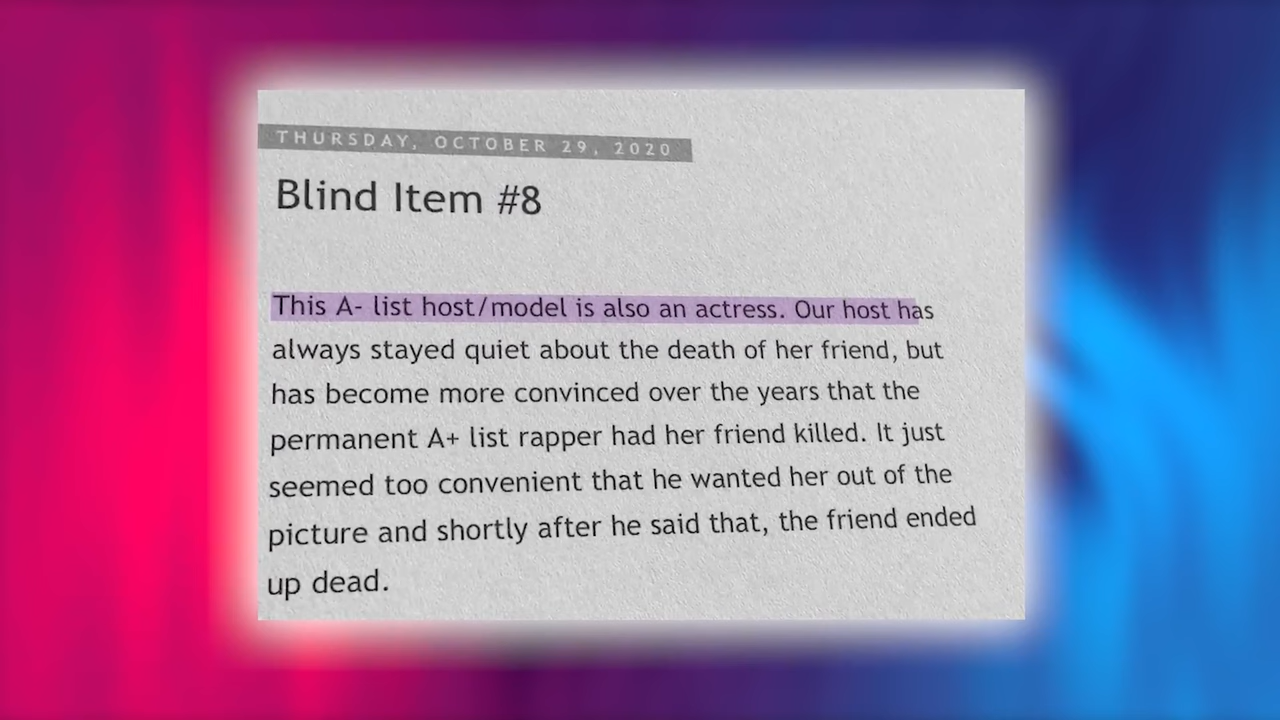 THURSDAY, OCTOBER 29, 2020
Blind Item #8
This A- list host/model is also an actress. Our host has
always stayed quiet about the death of her friend, but
has become more convinced over the years that the
permanent A+ list rapper had her friend killed. It just
seemed too convenient that he wanted her out of the
picture and shortly after he said that, the friend ended
up dead.